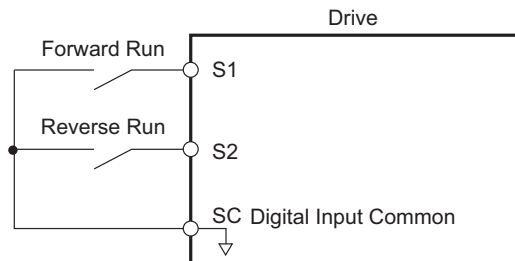 Drive
Forward Run
S1
Reverse Run
S2
SC Digital Input Common